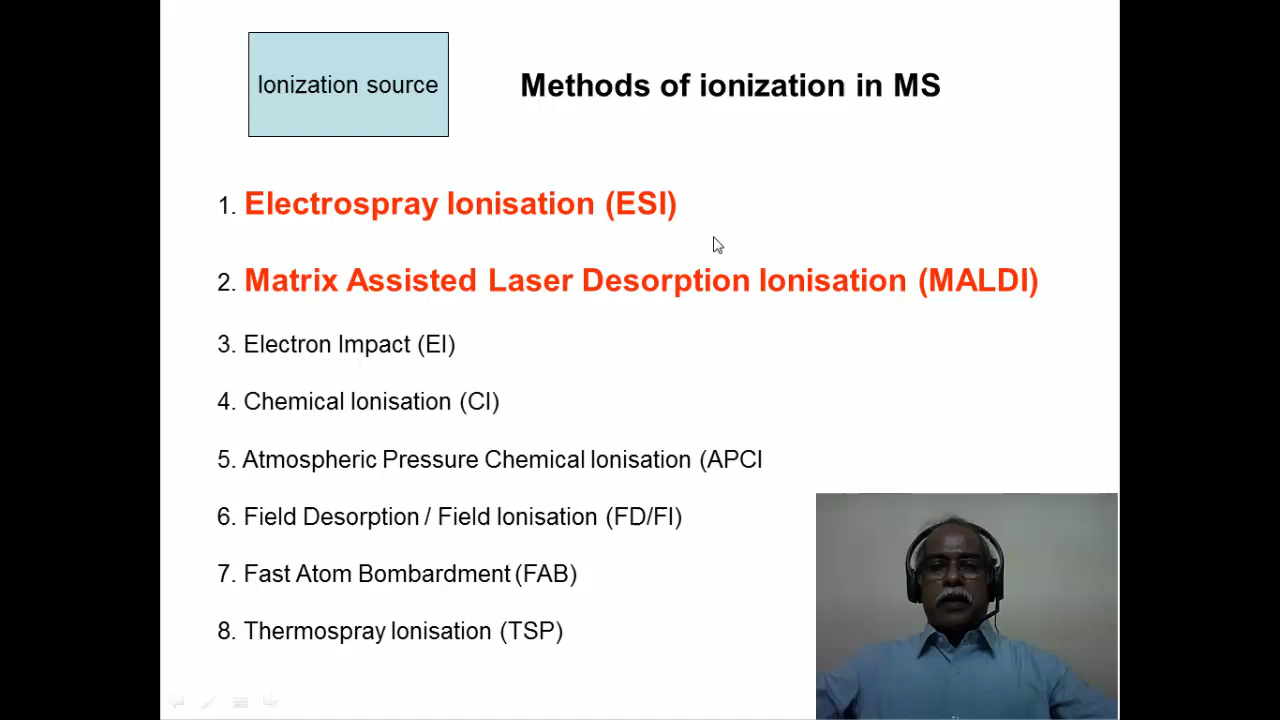 Ionization source
Methods of ionization in MS
1. Electrospray Ionisation (ESI)
2. Matrix Assisted Laser Desorption Ionisation (MALDI)
3. Electron Impact (EI)
4. Chemical Ionisation (CI)
5. Atmospheric Pressure Chemical Ionisation (APCI
6. Field Desorption / Field Ionisation (FD/FI)
7. Fast Atom Bombardment (FAB)
8. Thermospray Ionisation (TSP)